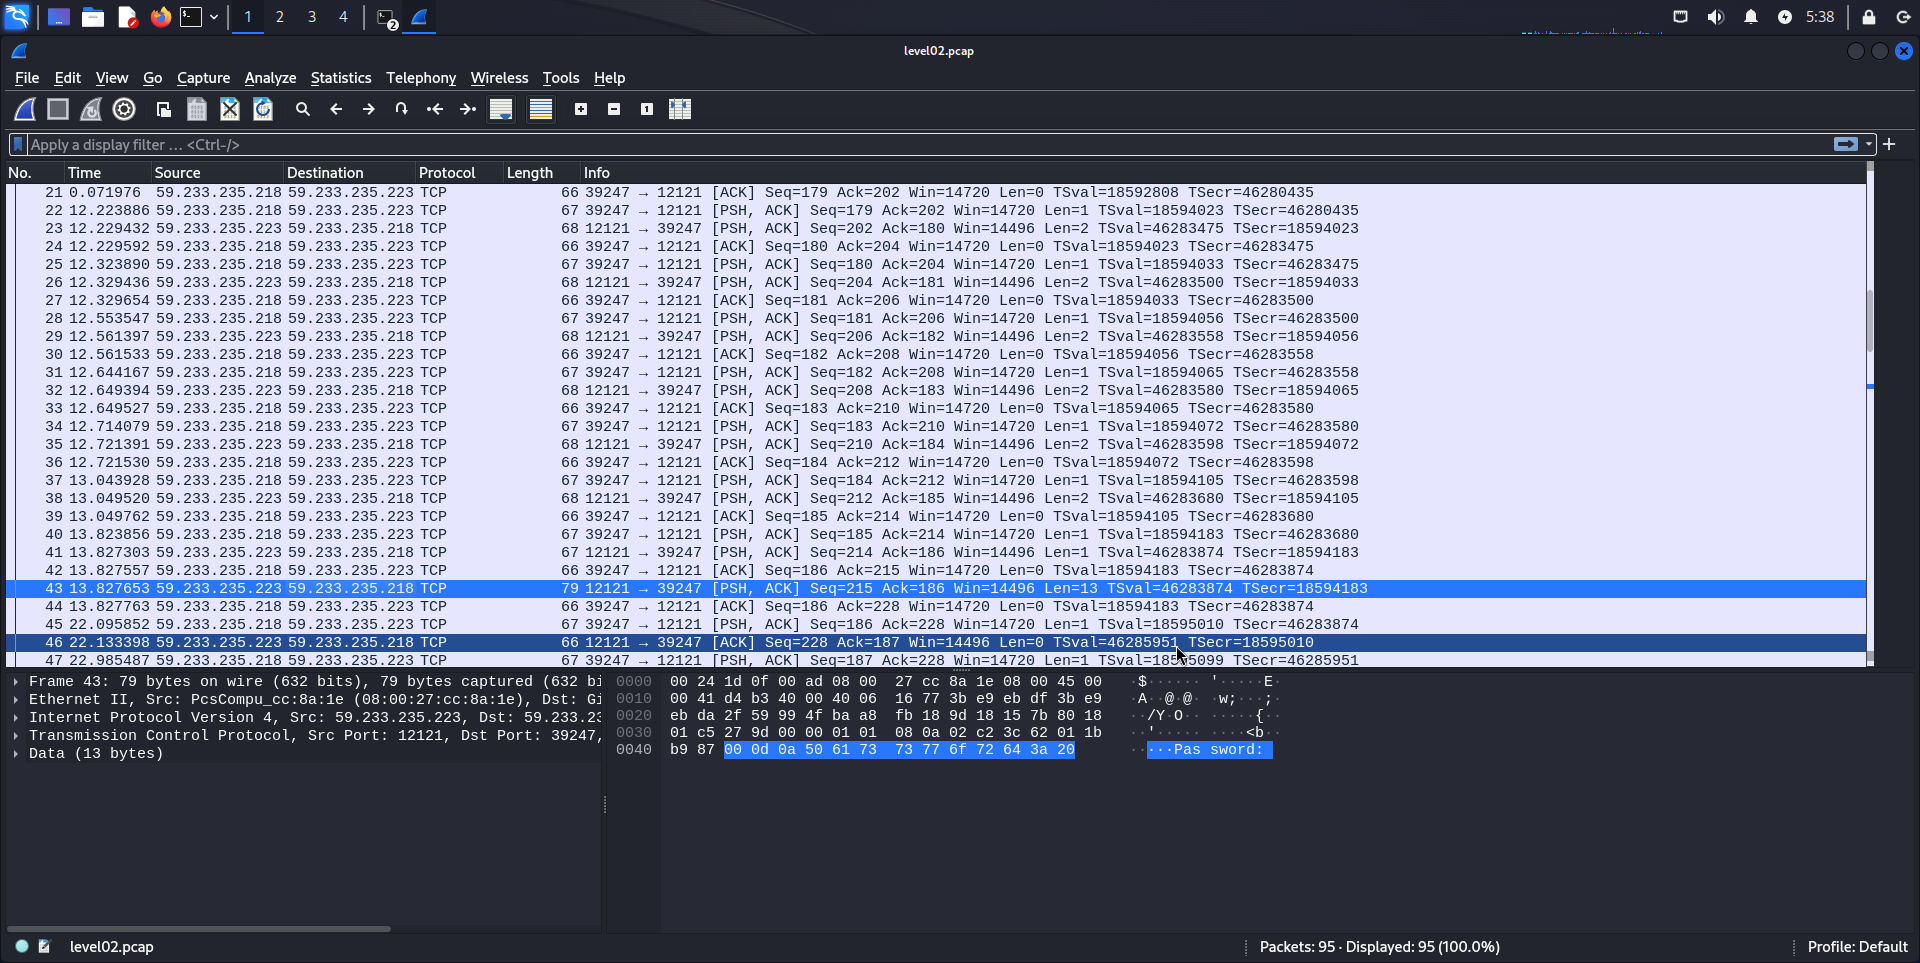 1 2 3 4 2 5:38
level02.pcap
File Edit View Go Capture Analyze Statistics Telephony Wireless Tools Help
Apply a display filter … <Ctrl-/>
No. Time Source Destination Protocol Length Info
21 0.071976 59.233.235.218 59.233.235.223 TCP 66 39247 → 12121 [ACK] Seq=179 Ack=202 Win=14720 Len=0 TSval=18592808 TSecr=46280435
22 12.223886 59.233.235.218 59.233.235.223 TCP 67 39247 → 12121 [PSH, ACK] Seq=179 Ack=202 Win=14720 Len=1 TSval=18594023 TSecr=46280435
23 12.229432 59.233.235.223 59.233.235.218 TCP 68 12121 → 39247 [PSH, ACK] Seq=202 Ack=180 Win=14496 Len=2 TSval=46283475 TSecr=18594023
24 12.229592 59.233.235.218 59.233.235.223 TCP 66 39247 → 12121 [ACK] Seq=180 Ack=204 Win=14720 Len=0 TSval=18594023 TSecr=46283475
25 12.323890 59.233.235.218 59.233.235.223 TCP 67 39247 → 12121 [PSH, ACK] Seq=180 Ack=204 Win=14720 Len=1 TSval=18594033 TSecr=46283475
26 12.329436 59.233.235.223 59.233.235.218 TCP 68 12121 → 39247 [PSH, ACK] Seq=204 Ack=181 Win=14496 Len=2 TSval=46283500 TSecr=18594033
27 12.329654 59.233.235.218 59.233.235.223 TCP 66 39247 → 12121 [ACK] Seq=181 Ack=206 Win=14720 Len=0 TSval=18594033 TSecr=46283500
28 12.553547 59.233.235.218 59.233.235.223 TCP 67 39247 → 12121 [PSH, ACK] Seq=181 Ack=206 Win=14720 Len=1 TSval=18594056 TSecr=46283500
29 12.561397 59.233.235.223 59.233.235.218 TCP 68 12121 → 39247 [PSH, ACK] Seq=206 Ack=182 Win=14496 Len=2 TSval=46283558 TSecr=18594056
30 12.561533 59.233.235.218 59.233.235.223 TCP 66 39247 → 12121 [ACK] Seq=182 Ack=208 Win=14720 Len=0 TSval=18594056 TSecr=46283558
31 12.644167 59.233.235.218 59.233.235.223 TCP 67 39247 → 12121 [PSH, ACK] Seq=182 Ack=208 Win=14720 Len=1 TSval=18594065 TSecr=46283558
32 12.649394 59.233.235.223 59.233.235.218 TCP 68 12121 → 39247 [PSH, ACK] Seq=208 Ack=183 Win=14496 Len=2 TSval=46283580 TSecr=18594065
33 12.649527 59.233.235.218 59.233.235.223 TCP 66 39247 → 12121 [ACK] Seq=183 Ack=210 Win=14720 Len=0 TSval=18594065 TSecr=46283580
34 12.714079 59.233.235.218 59.233.235.223 TCP 67 39247 → 12121 [PSH, ACK] Seq=183 Ack=210 Win=14720 Len=1 TSval=18594072 TSecr=46283580
35 12.721391 59.233.235.223 59.233.235.218 TCP 68 12121 → 39247 [PSH, ACK] Seq=210 Ack=184 Win=14496 Len=2 TSval=46283598 TSecr=18594072
36 12.721530 59.233.235.218 59.233.235.223 TCP 66 39247 → 12121 [ACK] Seq=184 Ack=212 Win=14720 Len=0 TSval=18594072 TSecr=46283598
37 13.043928 59.233.235.218 59.233.235.223 TCP 67 39247 → 12121 [PSH, ACK] Seq=184 Ack=212 Win=14720 Len=1 TSval=18594105 TSecr=46283598
38 13.049520 59.233.235.223 59.233.235.218 TCP 68 12121 → 39247 [PSH, ACK] Seq=212 Ack=185 Win=14496 Len=2 TSval=46283680 TSecr=18594105
39 13.049762 59.233.235.218 59.233.235.223 TCP 66 39247 → 12121 [ACK] Seq=185 Ack=214 Win=14720 Len=0 TSval=18594105 TSecr=46283680
40 13.823856 59.233.235.218 59.233.235.223 TCP 67 39247 → 12121 [PSH, ACK] Seq=185 Ack=214 Win=14720 Len=1 TSval=18594183 TSecr=46283680
41 13.827303 59.233.235.223 59.233.235.218 TCP 67 12121 → 39247 [PSH, ACK] Seq=214 Ack=186 Win=14496 Len=1 TSval=46283874 TSecr=18594183
42 13.827557 59.233.235.218 59.233.235.223 TCP 66 39247 → 12121 [ACK] Seq=186 Ack=215 Win=14720 Len=0 TSval=18594183 TSecr=46283874
43 13.827653 59.233.235.223 59.233.235.218 TCP 79 12121 → 39247 [PSH, ACK] Seq=215 Ack=186 Win=14496 Len=13 TSval=46283874 TSecr=18594183
44 13.827763 59.233.235.218 59.233.235.223 TCP 66 39247 → 12121 [ACK] Seq=186 Ack=228 Win=14720 Len=0 TSval=18594183 TSecr=46283874
45 22.095852 59.233.235.218 59.233.235.223 TCP 67 39247 → 12121 [PSH, ACK] Seq=186 Ack=228 Win=14720 Len=1 TSval=18595010 TSecr=46283874
46 22.133398 59.233.235.223 59.233.235.218 TCP 66 12121 → 39247 [ACK] Seq=228 Ack=187 Win=14496 Len=0 TSval=46285951 TSecr=18595010
47 22.985487 59.233.235.218 59.233.235.223 TCP 67 39247 → 12121 [PSH, ACK] Seq=187 Ack=228 Win=14720 Len=1 TSval=18595099 TSecr=46285951
Frame 43: 79 bytes on wire (632 bits), 79 bytes captured (632 bi
Ethernet II, Src: PcsCompu_cc:8a:1e (08:00:27:cc:8a:1e), Dst: Gi
Internet Protocol Version 4, Src: 59.233.235.223, Dst: 59.233.23
Transmission Control Protocol, Src Port: 12121, Dst Port: 39247,
Data (13 bytes)
0000 00 24 1d 0f 00 ad 08 00 27 cc 8a 1e 08 00 45 00 ·$······ '·····E·
0010 00 41 d4 b3 40 00 40 06 16 77 3b e9 eb df 3b e9 ·A··@·@· ·w;···;·
0020 eb da 2f 59 99 4f ba a8 fb 18 9d 18 15 7b 80 18 ··/Y·O·· ·····{··
0030 01 c5 27 9d 00 00 01 01 08 0a 02 c2 3c 62 01 1b ··'····· ····<b··
0040 b9 87 00 0d 0a 50 61 73 73 77 6f 72 64 3a 20 ·····Pas sword:
level02.pcap Packets: 95 · Displayed: 95 (100.0%) Profile: Default